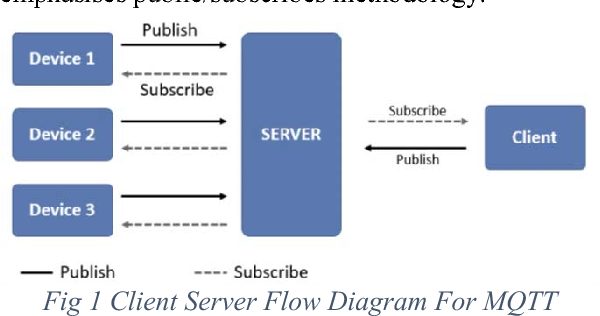 emphasises public/subscribes methodology.
Publish
Device 1
Subscribe
Device 2
SERVER
Subscribe
Client
Publish
Device 3
Publish
Subscribe
Fig 1 Client Server Flow Diagram For MQTT